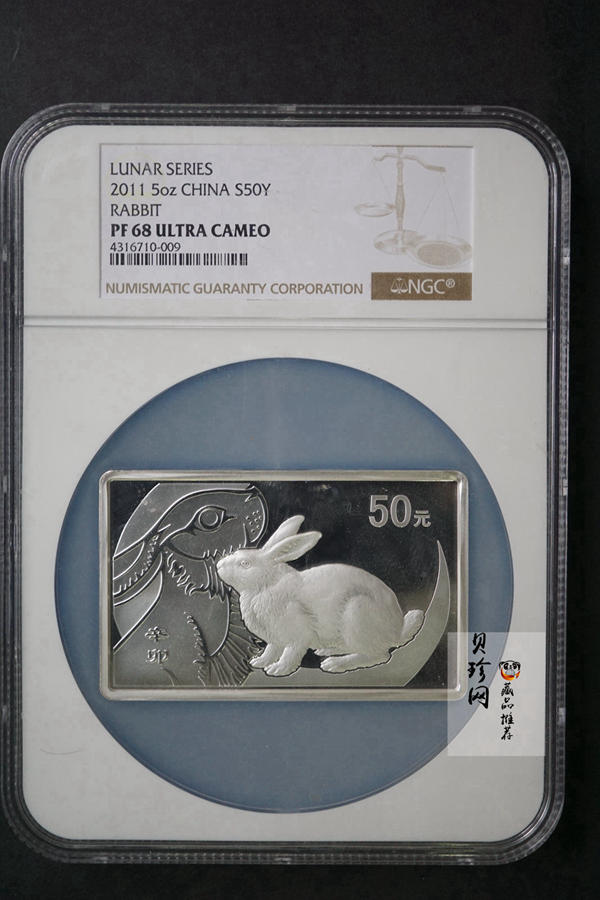 LUNAR SERIES
2011 5oz CHINA S50Y
RABBIT
PF 68 ULTRA CAMEO
4316710-009
NUMISMATIC GUARANTY CORPORATION
NGC®
50元
辛
卯
贝珍网
藏品推荐